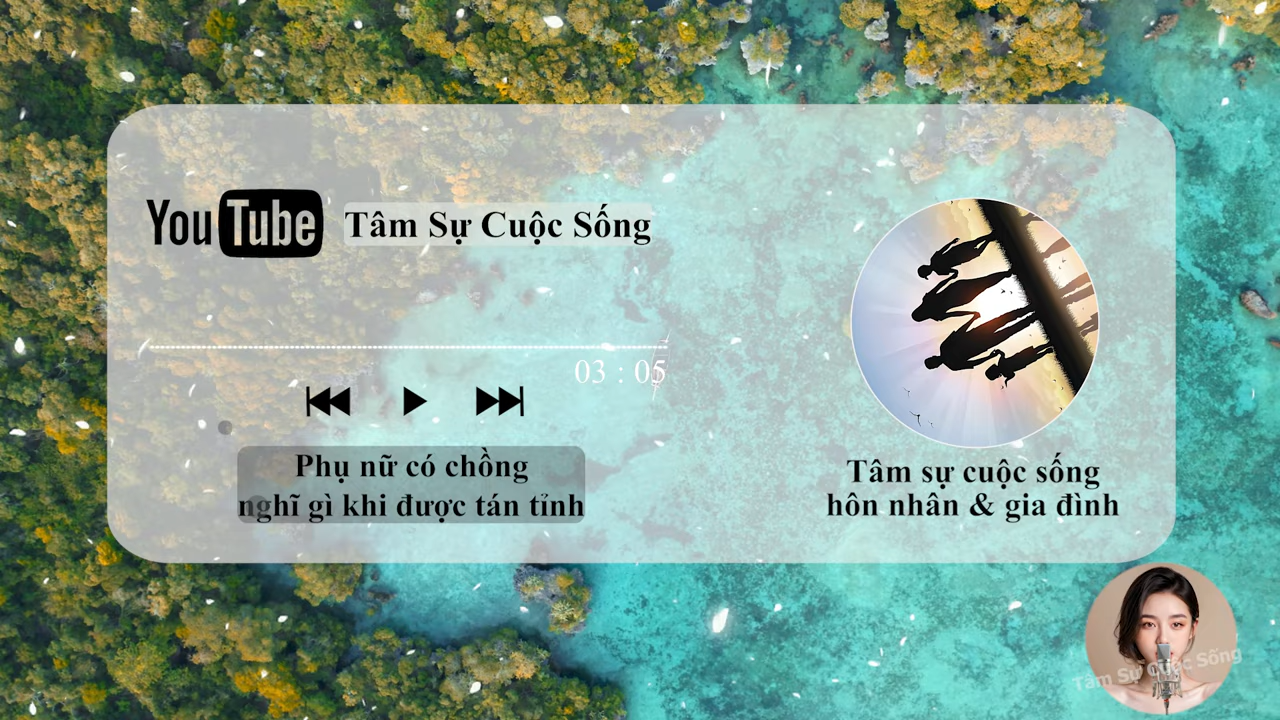 YouTube
Tâm Sự Cuộc Sống
03 : 05
Phụ nữ có chồng
nghĩ gì khi được tán tỉnh
Tâm sự cuộc sống
hôn nhân & gia đình
Tâm Sự Cuộc Sống